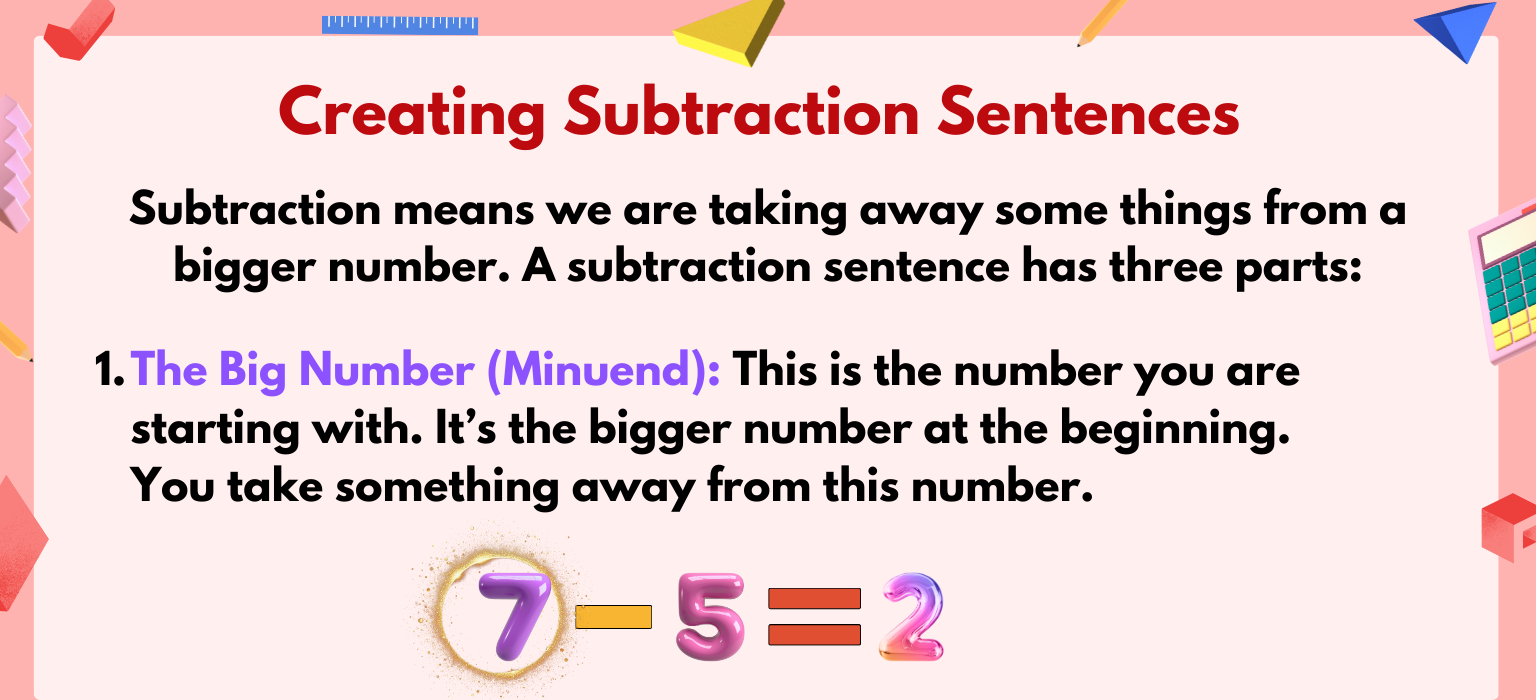 Creating Subtraction Sentences
Subtraction means we are taking away some things from a
bigger number. A subtraction sentence has three parts:
1. The Big Number (Minuend): This is the number you are
starting with. It’s the bigger number at the beginning.
You take something away from this number.
7 - 5 = 2